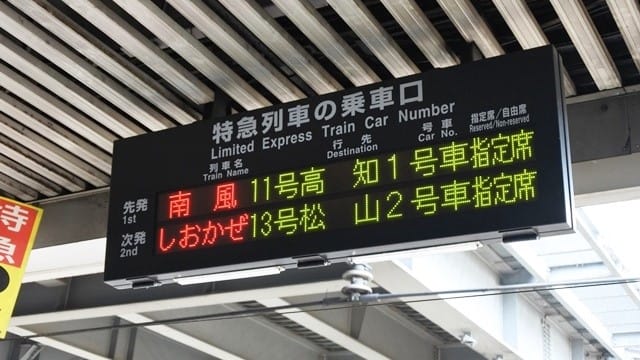 特急列車の乗車口
Limited Express Train Car Number
列車名 行先 号車 指定席/自由席
Train Name Destination Car No. Reserved/Non-reserved
先発 南風 11号 高知 1号車 指定席
1st
次発 しおかぜ 13号 松山 2号車 指定席
2nd
特急